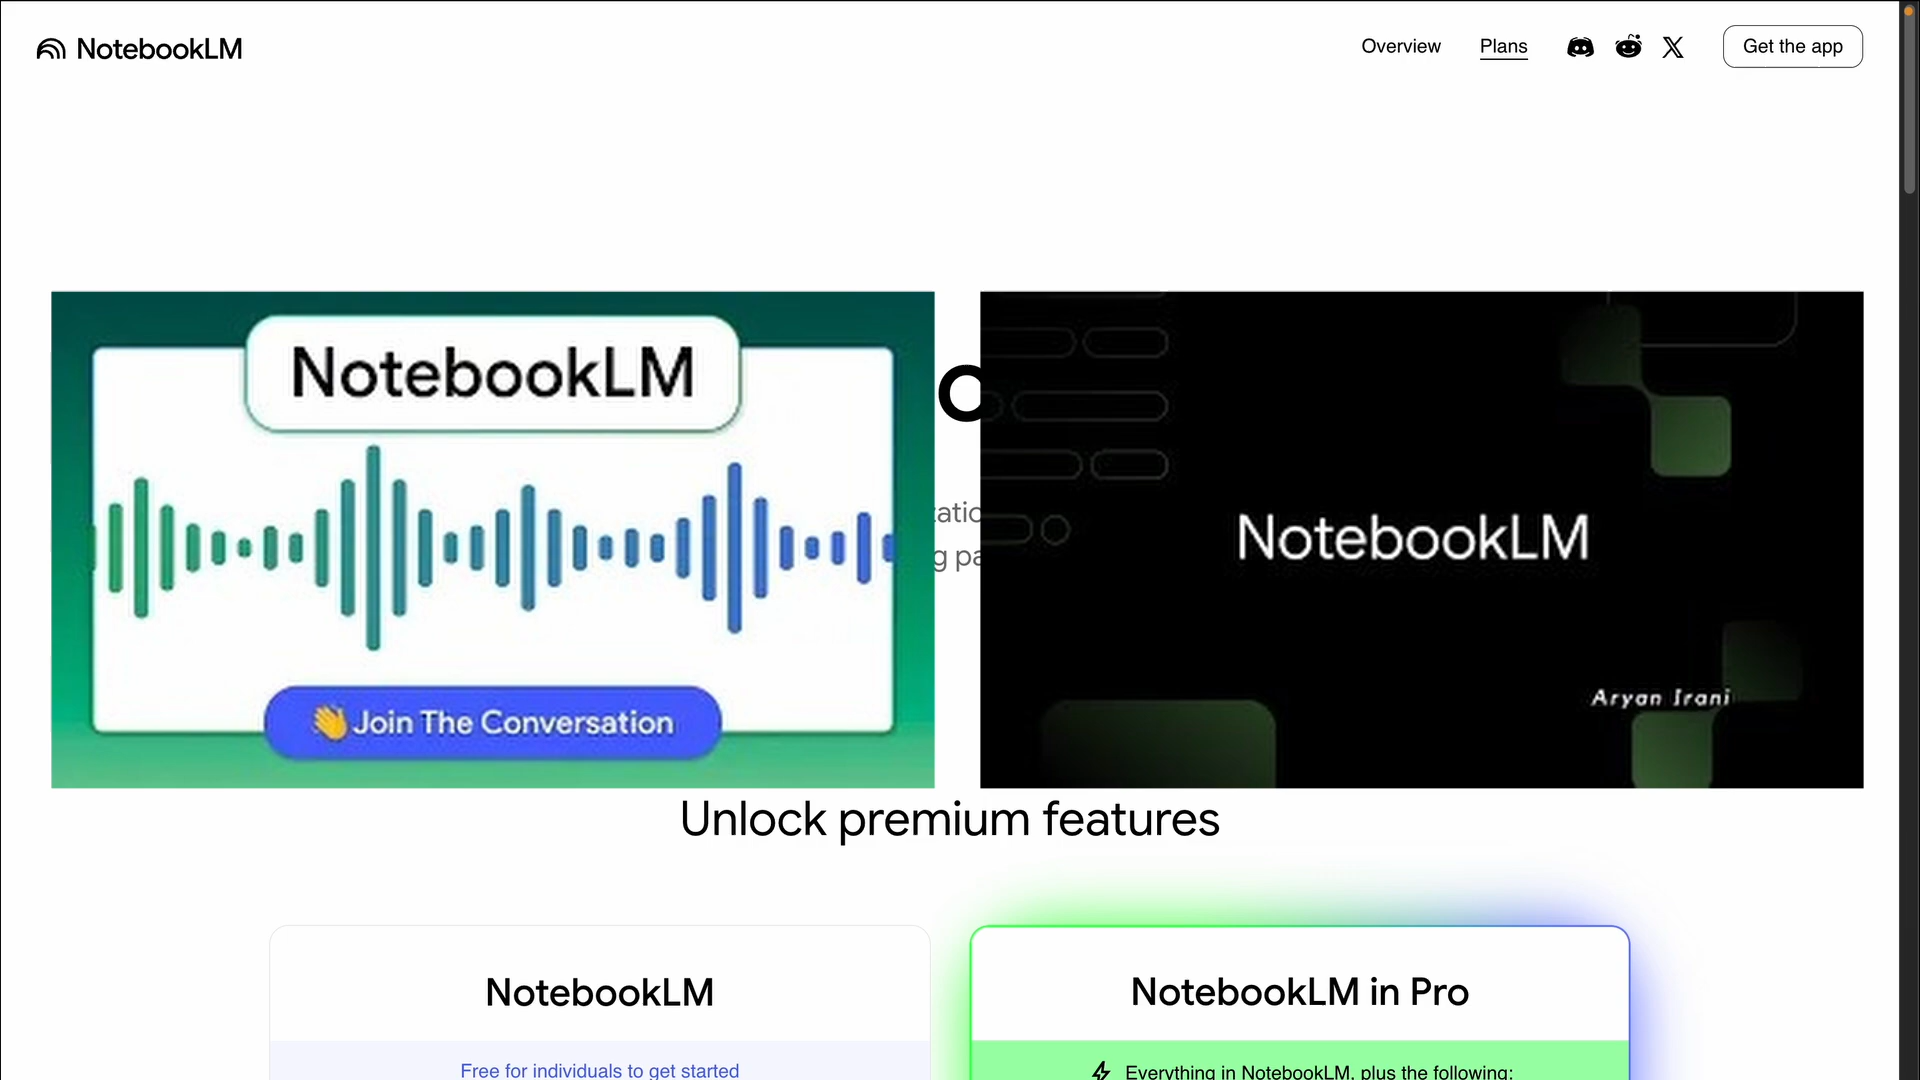 NotebookLM
Overview
Plans
Get the app
NotebookLM
👋 Join The Conversation
NotebookLM
Aryan Irani
Unlock premium features
NotebookLM
Free for individuals to get started
NotebookLM in Pro
Everything in NotebookLM, plus the following: